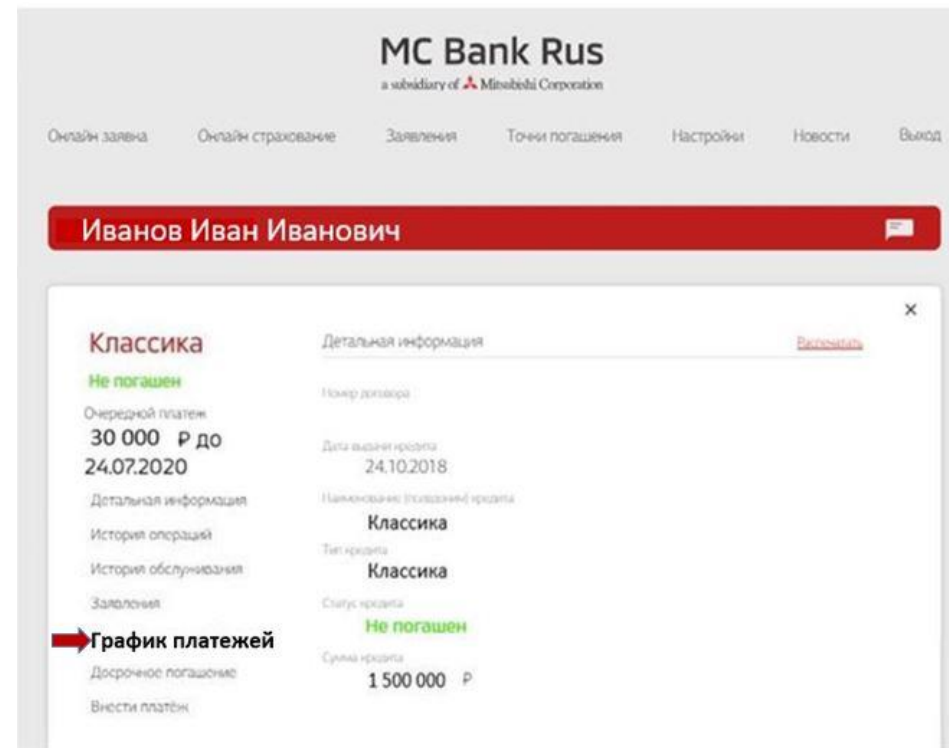 MC Bank Rus
a subsidiary of Mitsubishi Corporation
Онлайн заявка Онлайн страхование Заявления Точки погашения Настройки Новости Выход
Иванов Иван Иванович
Классика
Не погашен
Очередной платеж
30 000 ₽ до
24.07.2020
Детальная информация
История операций
История обслуживания
Заявления
График платежей
Досрочное погашение
Внести платёж
Детальная информация Распечатать
Номер договора
Дата выдачи кредита
24.10.2018
Наименование (псевдоним) кредита
Классика
Тип кредита
Классика
Статус кредита
Не погашен
Сумма кредита
1 500 000 ₽